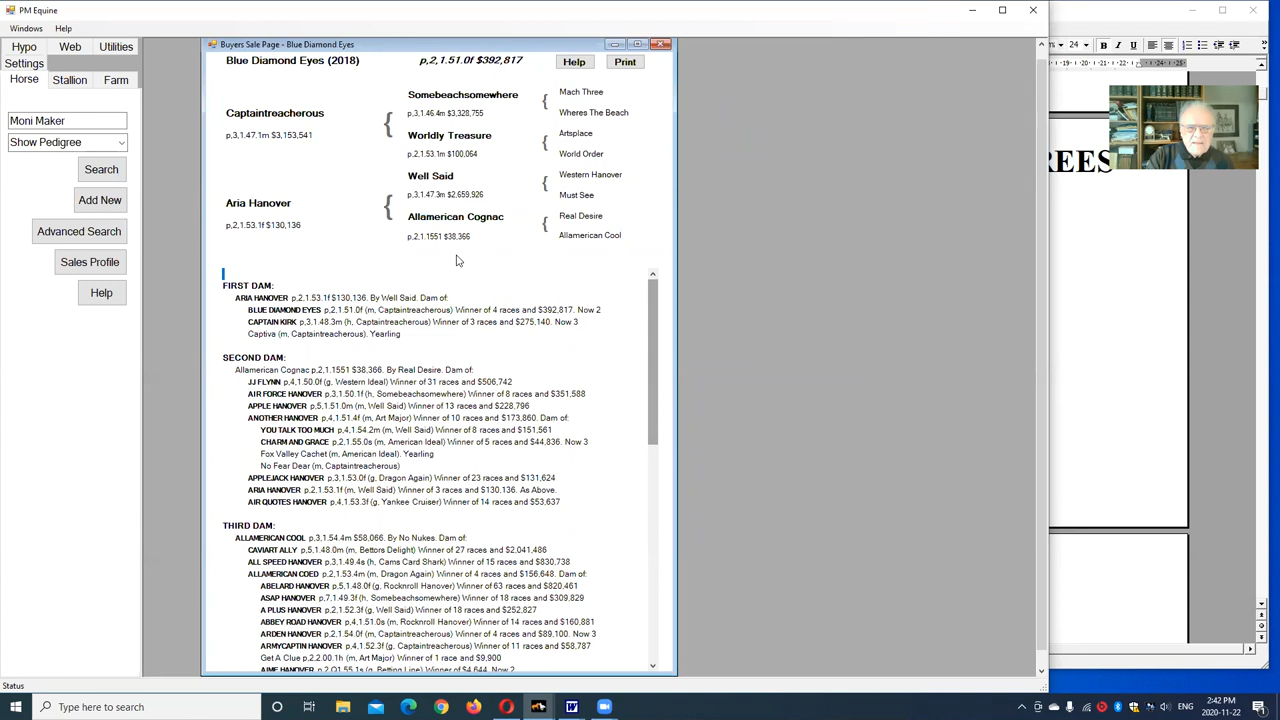 PM Equine
Windows Help
Hypo Web Utilities
Settings
Horse Stallion Farm
Moni Maker
Show Pedigree
Search
Add New
Advanced Search
Sales Profile
Help
Buyers Sale Page - Blue Diamond Eyes
Blue Diamond Eyes (2018) p,2,1.51.0f $392,817 Help Print
Captaintreacherous
p,3,1.47.1m $3,153,541
Aria Hanover
p,2,1.53.1f $130,136
Somebeachsomewhere
p,3,1.46.4m $3,328,755
Worldly Treasure
p,2,1.53.1m $100,064
Well Said
p,3,1.47.3m $2,659,926
Allamerican Cognac
p,2,1.1551 $38,366
Mach Three
Wheres The Beach
Artsplace
World Order
Western Hanover
Must See
Real Desire
Allamerican Cool
FIRST DAM:
ARIA HANOVER p,2,1.53.1f $130,136. By Well Said. Dam of:
BLUE DIAMOND EYES p,2,1.51.0f (m, Captaintreacherous) Winner of 4 races and $392,817. Now 2
CAPTAIN KIRK p,3,1.48.3m (h, Captaintreacherous) Winner of 3 races and $275,140. Now 3
Captiva (m, Captaintreacherous). Yearling
SECOND DAM:
Allamerican Cognac p,2,1.1551 $38,366. By Real Desire. Dam of:
JJ FLYNN p,4,1.50.0f (g, Western Ideal) Winner of 31 races and $506,742
AIR FORCE HANOVER p,3,1.50.1f (h, Somebeachsomewhere) Winner of 8 races and $351,588
APPLE HANOVER p,5,1.51.0m (m, Well Said) Winner of 13 races and $228,796
ANOTHER HANOVER p,4,1.51.4f (m, Art Major) Winner of 10 races and $173,860. Dam of:
YOU TALK TOO MUCH p,4,1.54.2m (m, Well Said) Winner of 8 races and $151,561
CHARM AND GRACE p,2,1.55.0s (m, American Ideal) Winner of 5 races and $44,836. Now 3
Fox Valley Cachet (m, American Ideal). Yearling
No Fear Dear (m, Captaintreacherous)
APPLEJACK HANOVER p,3,1.53.0f (g, Dragon Again) Winner of 23 races and $131,624
ARIA HANOVER p,2,1.53.1f (m, Well Said) Winner of 3 races and $130,136. As Above.
AIR QUOTES HANOVER p,4,1.53.3f (g, Yankee Cruiser) Winner of 14 races and $53,637
THIRD DAM:
ALLAMERICAN COOL p,3,1.54.4m $58,066. By No Nukes. Dam of:
CAVIART ALLY p,5,1.48.0m (m, Bettors Delight) Winner of 27 races and $2,041,486
ALL SPEED HANOVER p,3,1.49.4s (h, Cams Card Shark) Winner of 15 races and $830,738
ALLAMERICAN COED p,2,1.53.4m (m, Dragon Again) Winner of 4 races and $156,648. Dam of:
ABELARD HANOVER p,5,1.48.0f (g, Rocknroll Hanover) Winner of 63 races and $820,461
ASAP HANOVER p,7,1.49.3f (h, Somebeachsomewhere) Winner of 18 races and $309,829
A PLUS HANOVER p,2,1.52.3f (g, Well Said) Winner of 18 races and $252,827
ABBEY ROAD HANOVER p,4,1.51.0s (m, Rocknroll Hanover) Winner of 14 races and $160,881
ARDEN HANOVER p,2,1.54.0f (m, Captaintreacherous) Winner of 4 races and $89,100. Now 3
ARMYCAPTIN HANOVER p,4,1.52.3f (g, Captaintreacherous) Winner of 11 races and $58,787
Get A Clue p,2,2.00.1h (m, Art Major) Winner of 1 race and $9,900
AIME HANOVER p,2,Q1.55.1s (m, Betting Line) Winner of $4,644. Now 2
24 B I U
21 22 23 24 25
REES
Status
Type here to search
2:42 PM
2020-11-22